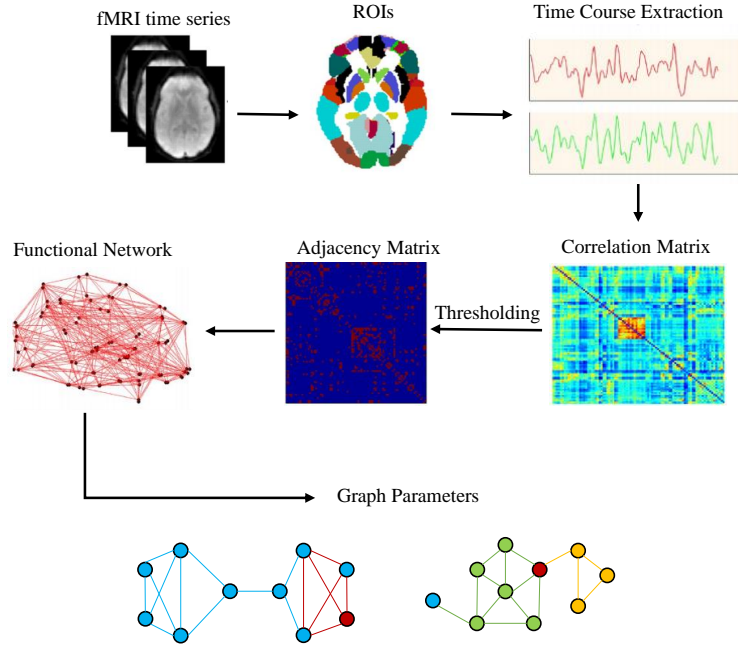 fMRI time series
ROIs
Time Course Extraction
Functional Network
Adjacency Matrix
Correlation Matrix
Thresholding
Graph Parameters